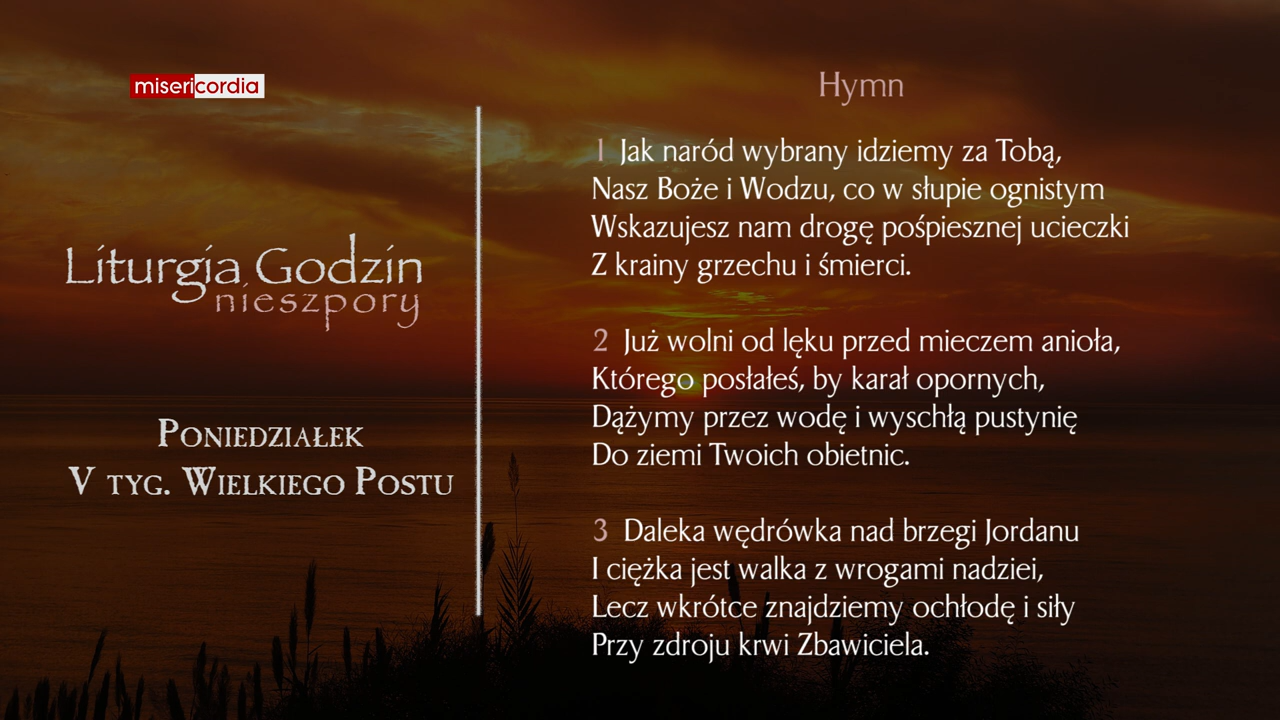 misericordia
Liturgia Godzin
nieszpory
Poniedziałek
V tyg. Wielkiego Postu
Hymn
1 Jak naród wybrany idziemy za Tobą,
Nasz Boże i Wodzu, co w słupie ognistym
Wskazujesz nam drogę pośpiesznej ucieczki
Z krainy grzechu i śmierci.
2 Już wolni od lęku przed mieczem anioła,
Którego posłałeś, by karał opornych,
Dążymy przez wodę i wyschłą pustynię
Do ziemi Twoich obietnic.
3 Daleka wędrówka nad brzegi Jordanu
I ciężka jest walka z wrogami nadziei,
Lecz wkrótce znajdziemy ochłodę i siły
Przy zdroju krwi Zbawiciela.